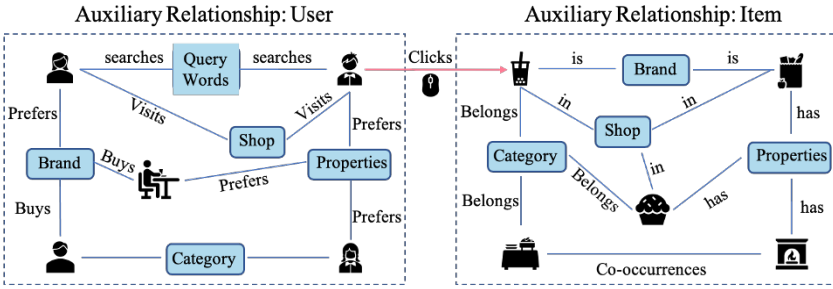 Auxiliary Relationship: User
Auxiliary Relationship: Item
searches
Query
Words
searches
Clicks
is
Brand
is
Prefers
Visits
Visits
Shop
Prefers
Belongs
in
in
Shop
has
Brand
Buys
Prefers
Properties
Category
Belongs
in
has
Properties
Buys
Prefers
Belongs
has
Category
Co-occurrences